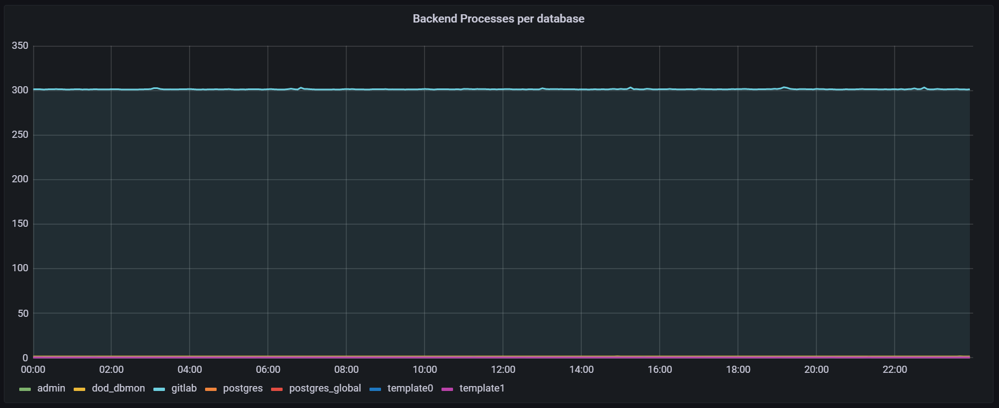 Backend Processes per database
350
300
250
200
150
100
50
0
00:00 02:00 04:00 06:00 08:00 10:00 12:00 14:00 16:00 18:00 20:00 22:00
admin dod_dbmon gitlab postgres postgres_global template0 template1